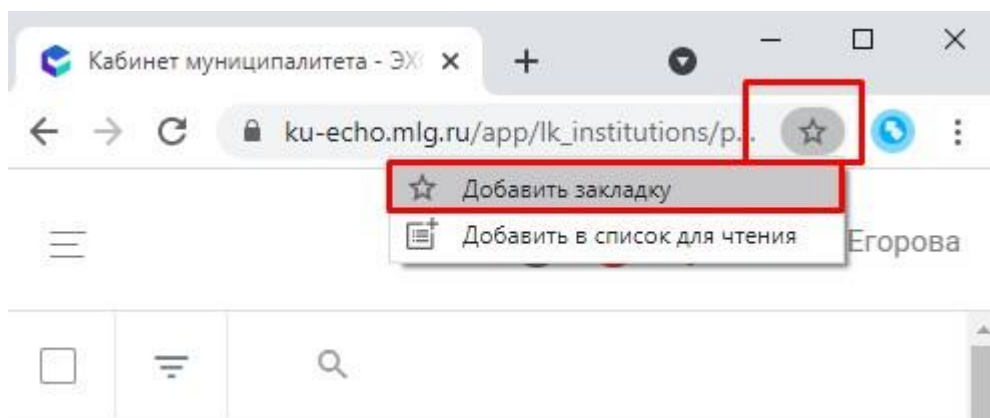 Кабинет муниципалитета - ЭХ
ku-echo.mlg.ru/app/lk_institutions/p...
Добавить закладку
Добавить в список для чтения
Егорова